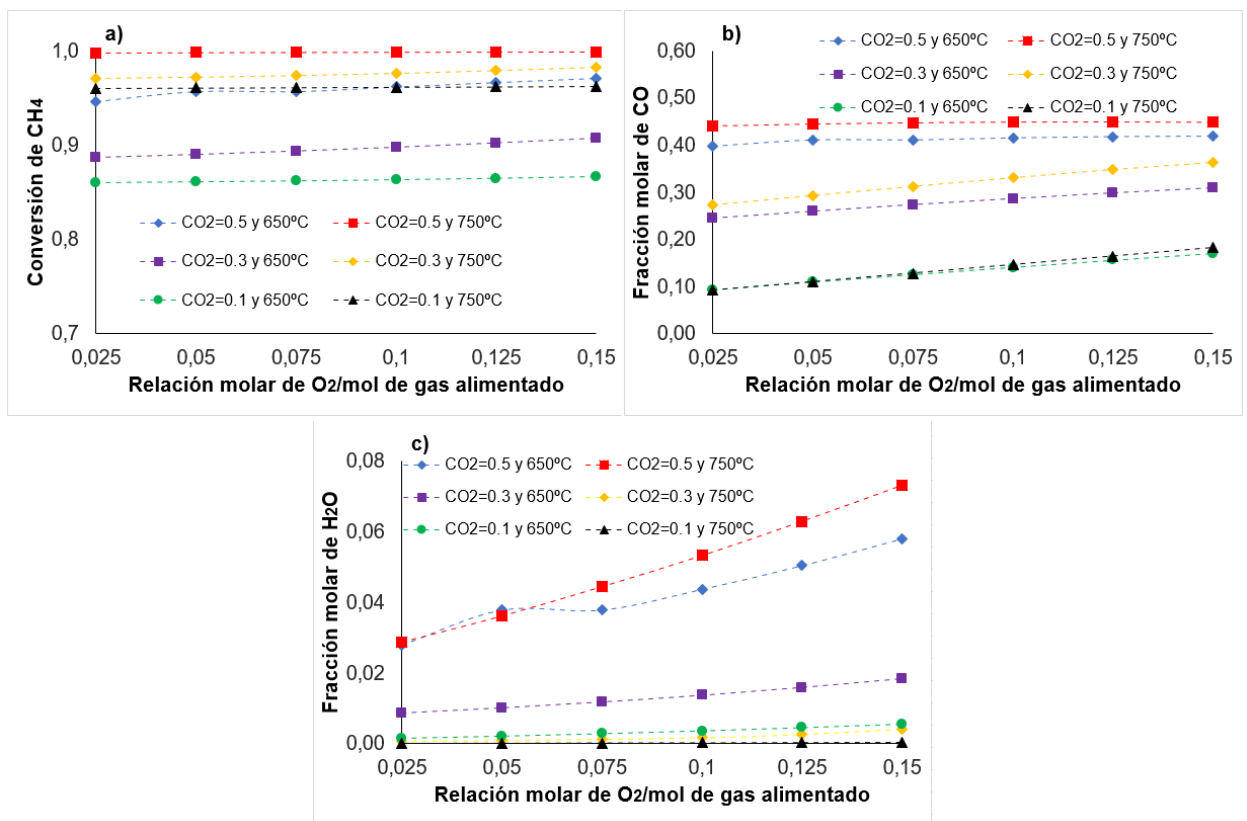 a)
1,0
0,9
0,8
0,7
Conversión de CH4
CO2=0.5 y 650ºC
CO2=0.5 y 750ºC
CO2=0.3 y 650ºC
CO2=0.3 y 750ºC
CO2=0.1 y 650ºC
CO2=0.1 y 750ºC
0,025 0,05 0,075 0,1 0,125 0,15
Relación molar de O2/mol de gas alimentado
b)
0,60
0,50
0,40
0,30
0,20
0,10
0,00
Fracción molar de CO
CO2=0.5 y 650ºC
CO2=0.5 y 750ºC
CO2=0.3 y 650ºC
CO2=0.3 y 750ºC
CO2=0.1 y 650ºC
CO2=0.1 y 750ºC
0,025 0,05 0,075 0,1 0,125 0,15
Relación molar de O2/mol de gas alimentado
c)
0,08
0,06
0,04
0,02
0,00
Fracción molar de H2O
CO2=0.5 y 650ºC
CO2=0.5 y 750ºC
CO2=0.3 y 650ºC
CO2=0.3 y 750ºC
CO2=0.1 y 650ºC
CO2=0.1 y 750ºC
0,025 0,05 0,075 0,1 0,125 0,15
Relación molar de O2/mol de gas alimentado